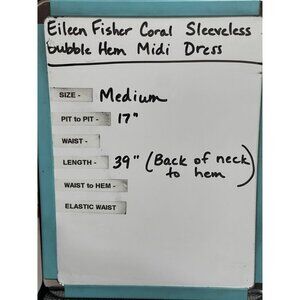 Eileen Fisher Coral Sleeveless
bubble Hem Midi Dress
SIZE - Medium
PIT to PIT - 17"
WAIST -
LENGTH - 39" (Back of neck
to hem)
WAIST to HEM -
ELASTIC WAIST